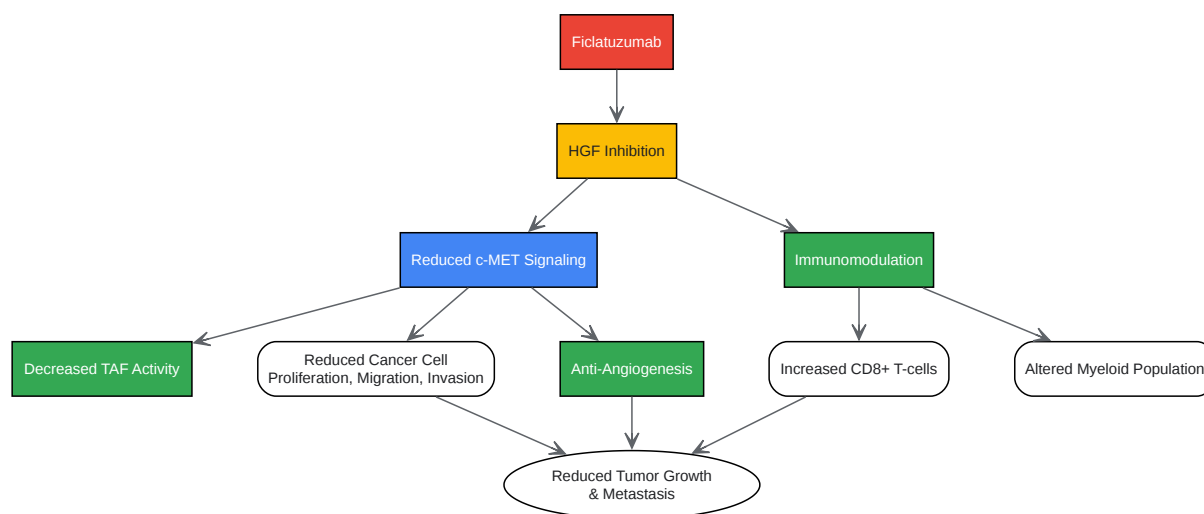 Ficlatuzumab
HGF Inhibition
Reduced c-MET Signaling
Immunomodulation
Decreased TAF Activity
Reduced Cancer Cell
Proliferation, Migration, Invasion
Anti-Angiogenesis
Increased CD8+ T-cells
Altered Myeloid Population
Reduced Tumor Growth
& Metastasis